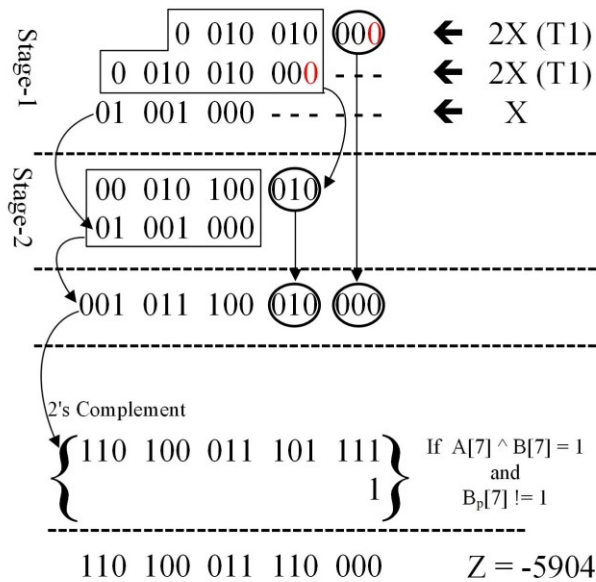 Stage-1
0 010 010 000 ← 2X (T1)
0 010 010 000 - - - ← 2X (T1)
01 001 000 - - - - - - ← X
Stage-2
00 010 100 010
01 001 000
001 011 100 010 000
2's Complement
{110 100 011 101 111}
1
If A[7] ^ B[7] = 1
and
Bp[7] != 1
110 100 011 110 000 Z = -5904